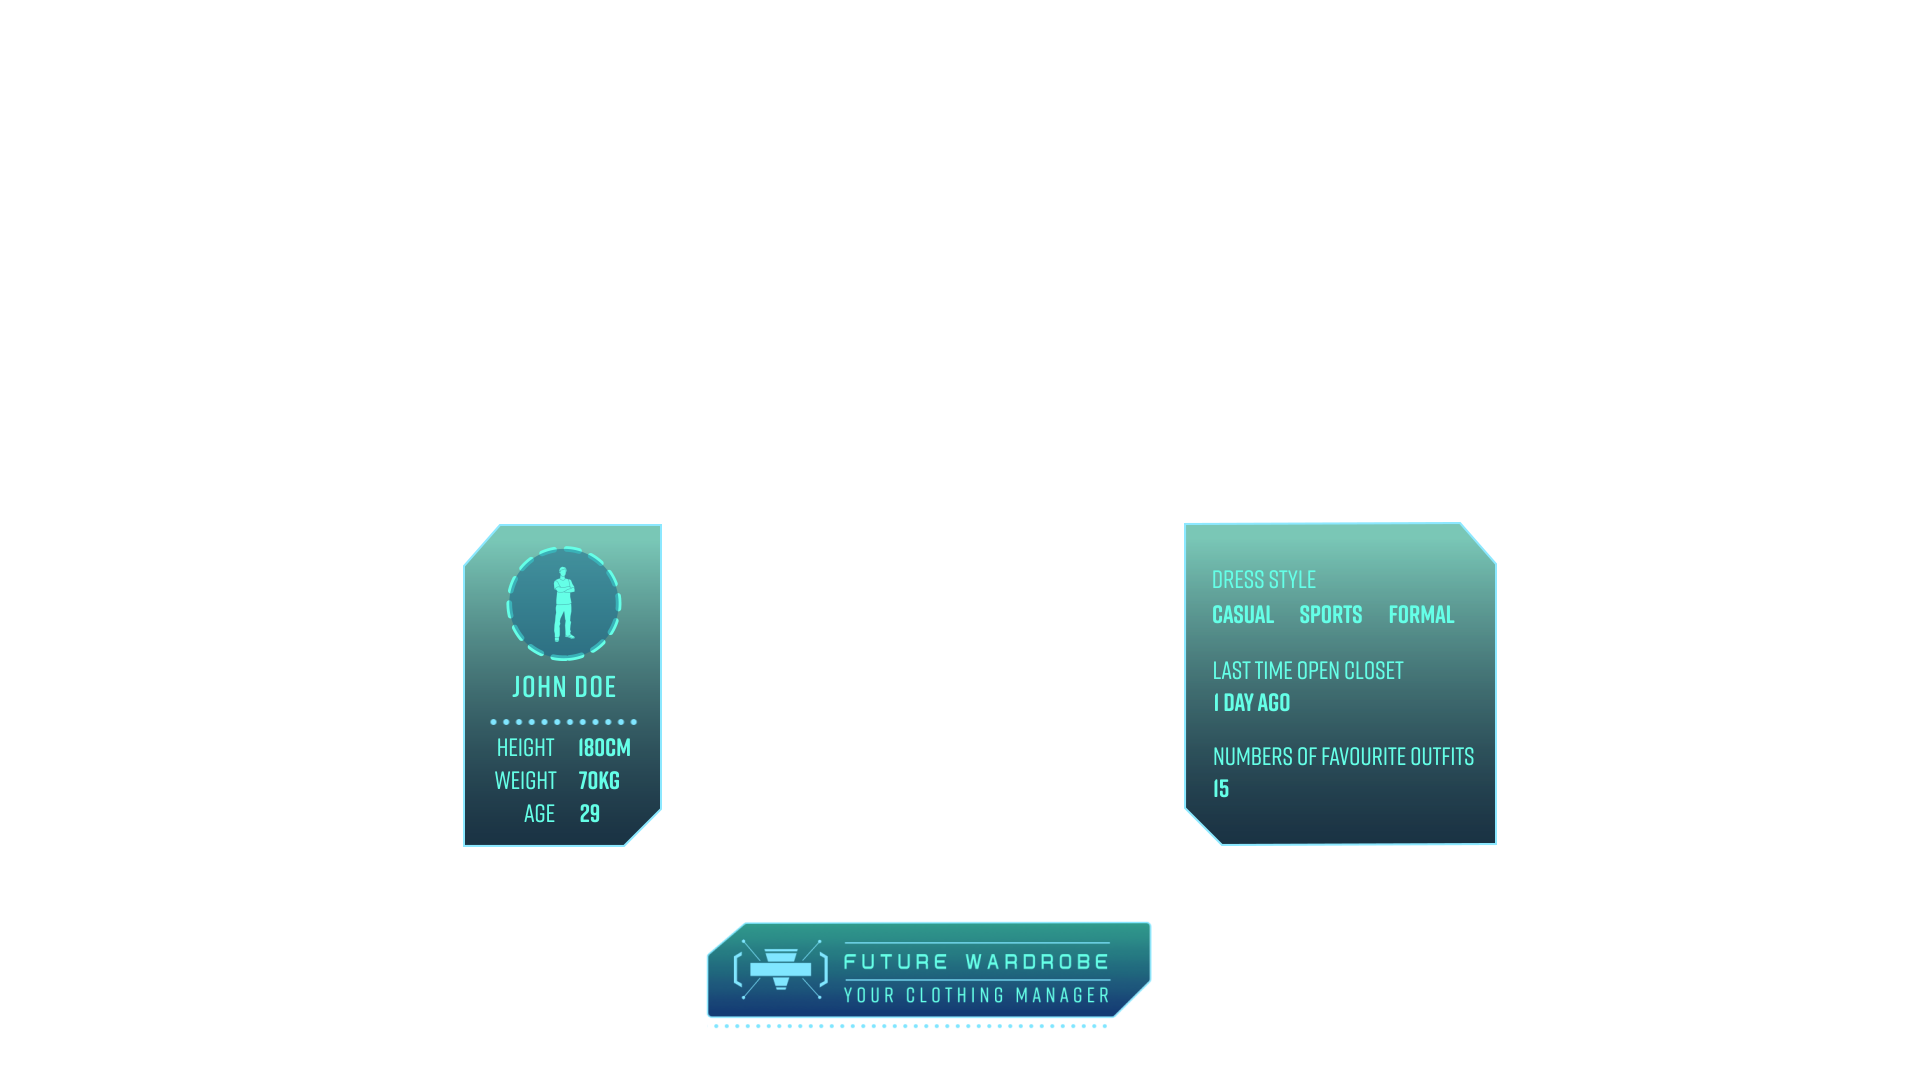 JOHN DOE
HEIGHT 180CM
WEIGHT 70KG
AGE 29
DRESS STYLE
CASUAL SPORTS FORMAL
LAST TIME OPEN CLOSET
1 DAY AGO
NUMBERS OF FAVOURITE OUTFITS
15
FUTURE WARDROBE
YOUR CLOTHING MANAGER